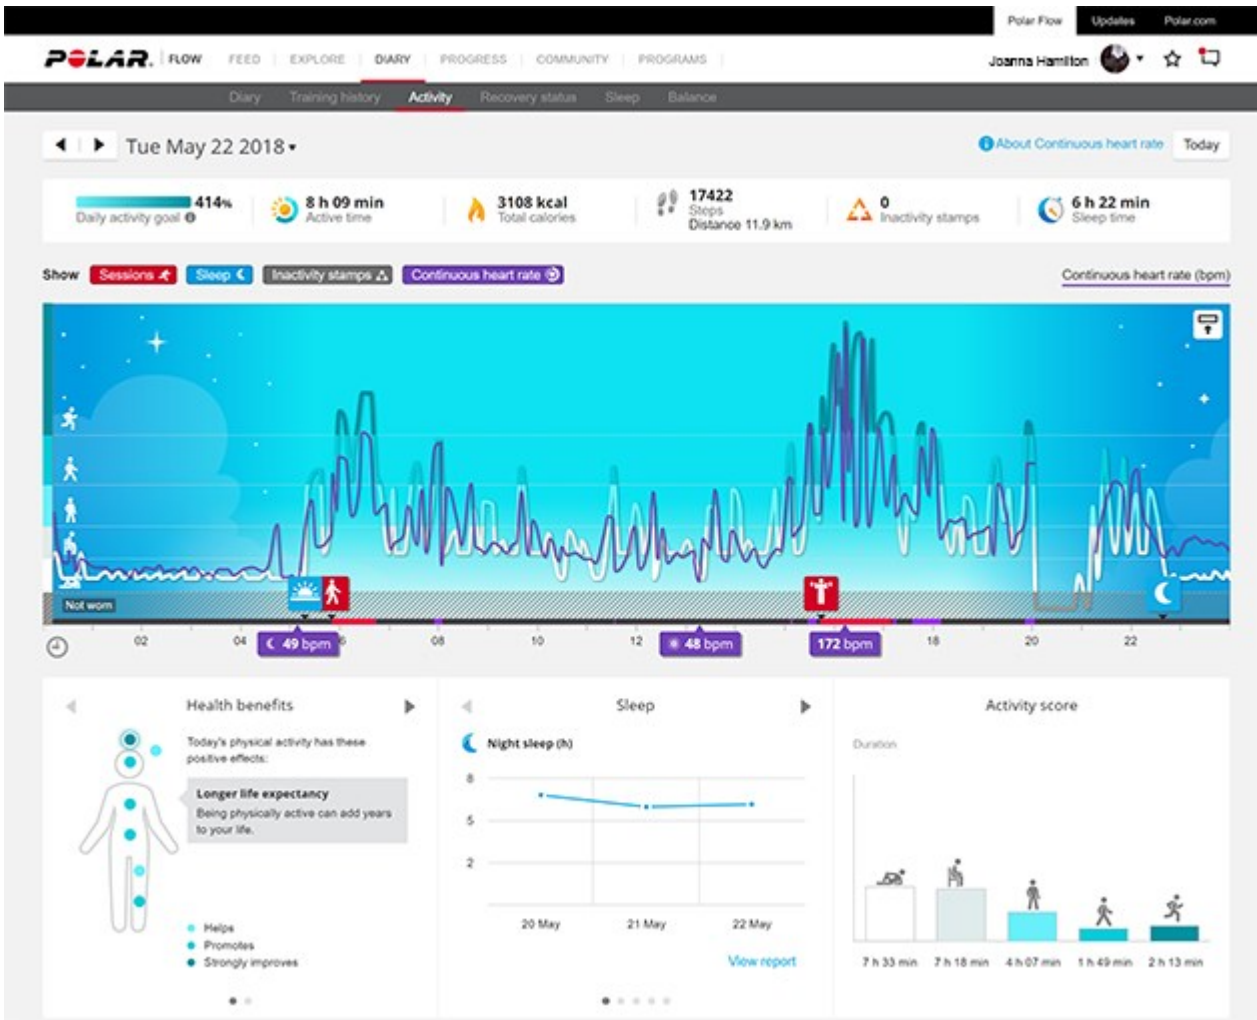 Polar Flow Updates Polar.com
POLAR. FLOW FEED EXPLORE DIARY PROGRESS COMMUNITY PROGRAMS Joanna Hamilton
Diary Training history Activity Recovery status Sleep Balance
Tue May 22 2018 About Continuous heart rate Today
414% 8 h 09 min 3108 kcal 17422 0 6 h 22 min
Daily activity goal Active time Total calories Steps Inactivity stamps Sleep time
Distance 11.9 km
Show Sessions Sleep Inactivity stamps Continuous heart rate Continuous heart rate (bpm)
Not worn
02 04 6 10 12 18 20 22
49 bpm 48 bpm 172 bpm
Health benefits Sleep Activity score
Today's physical activity has these
positive effects:
Longer life expectancy
Being physically active can add years
to your life.
Helps
Promotes
Strongly improves
Night sleep (h)
8
5
2
20 May 21 May 22 May
View report
Duration
7 h 33 min 7 h 18 min 4 h 07 min 1 h 49 min 2 h 13 min